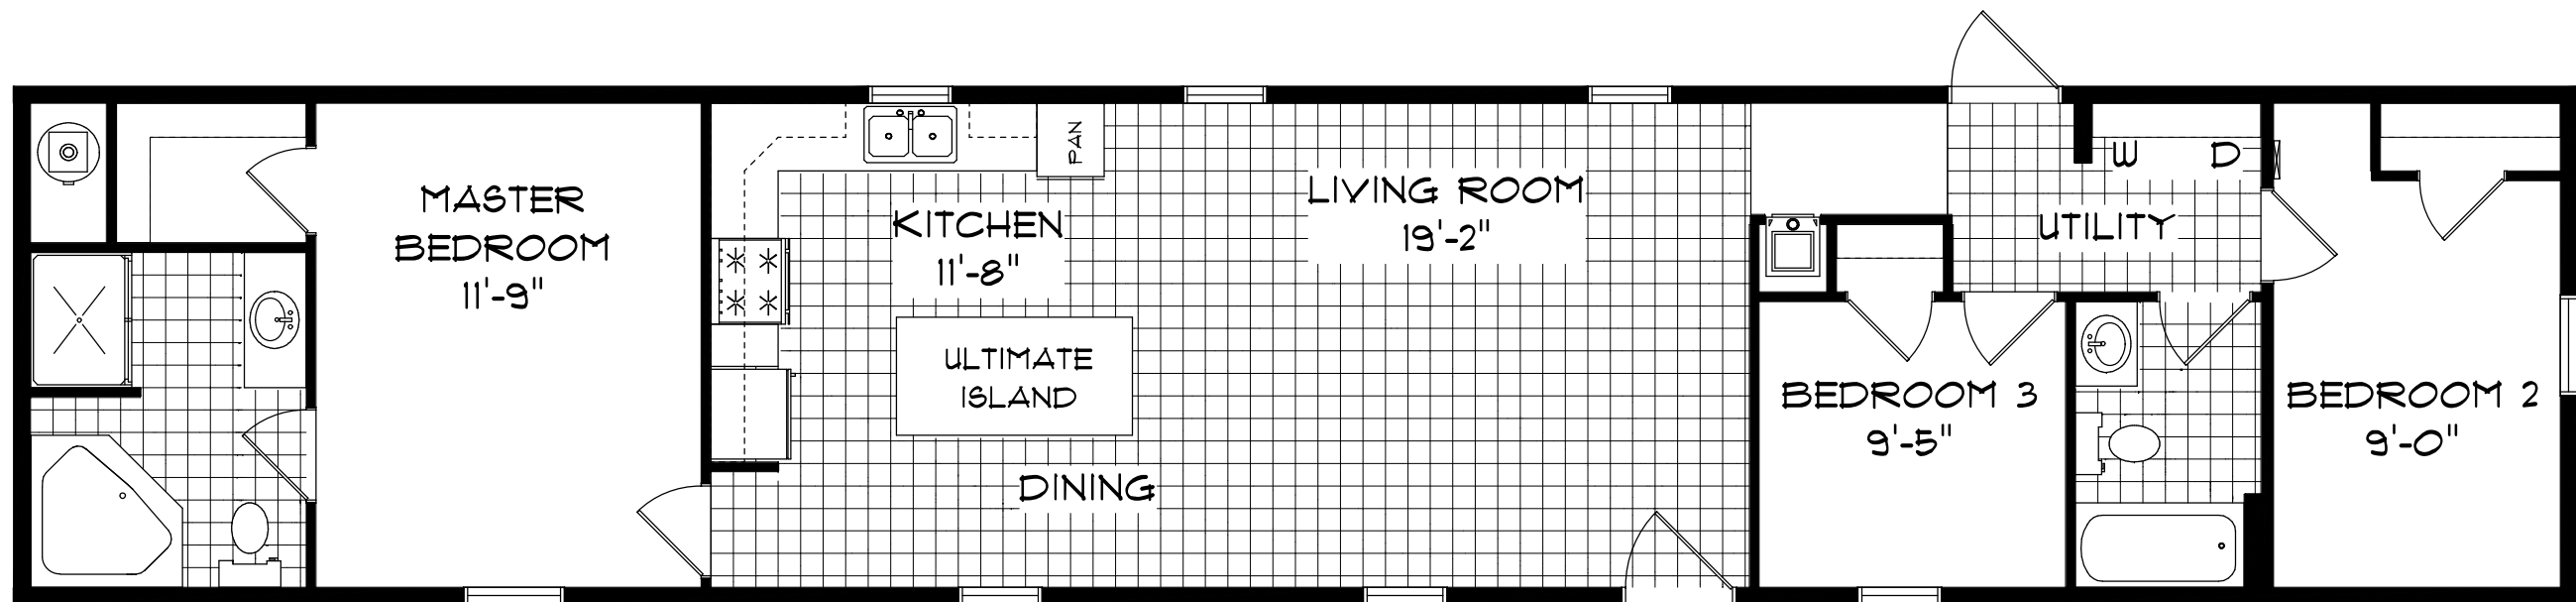 MASTER
BEDROOM
11'-9"
KITCHEN
11'-8"
PAN
ULTIMATE
ISLAND
DINING
LIVING ROOM
19'-2"
W D
UTILITY
BEDROOM 3
9'-5"
BEDROOM 2
9'-0"